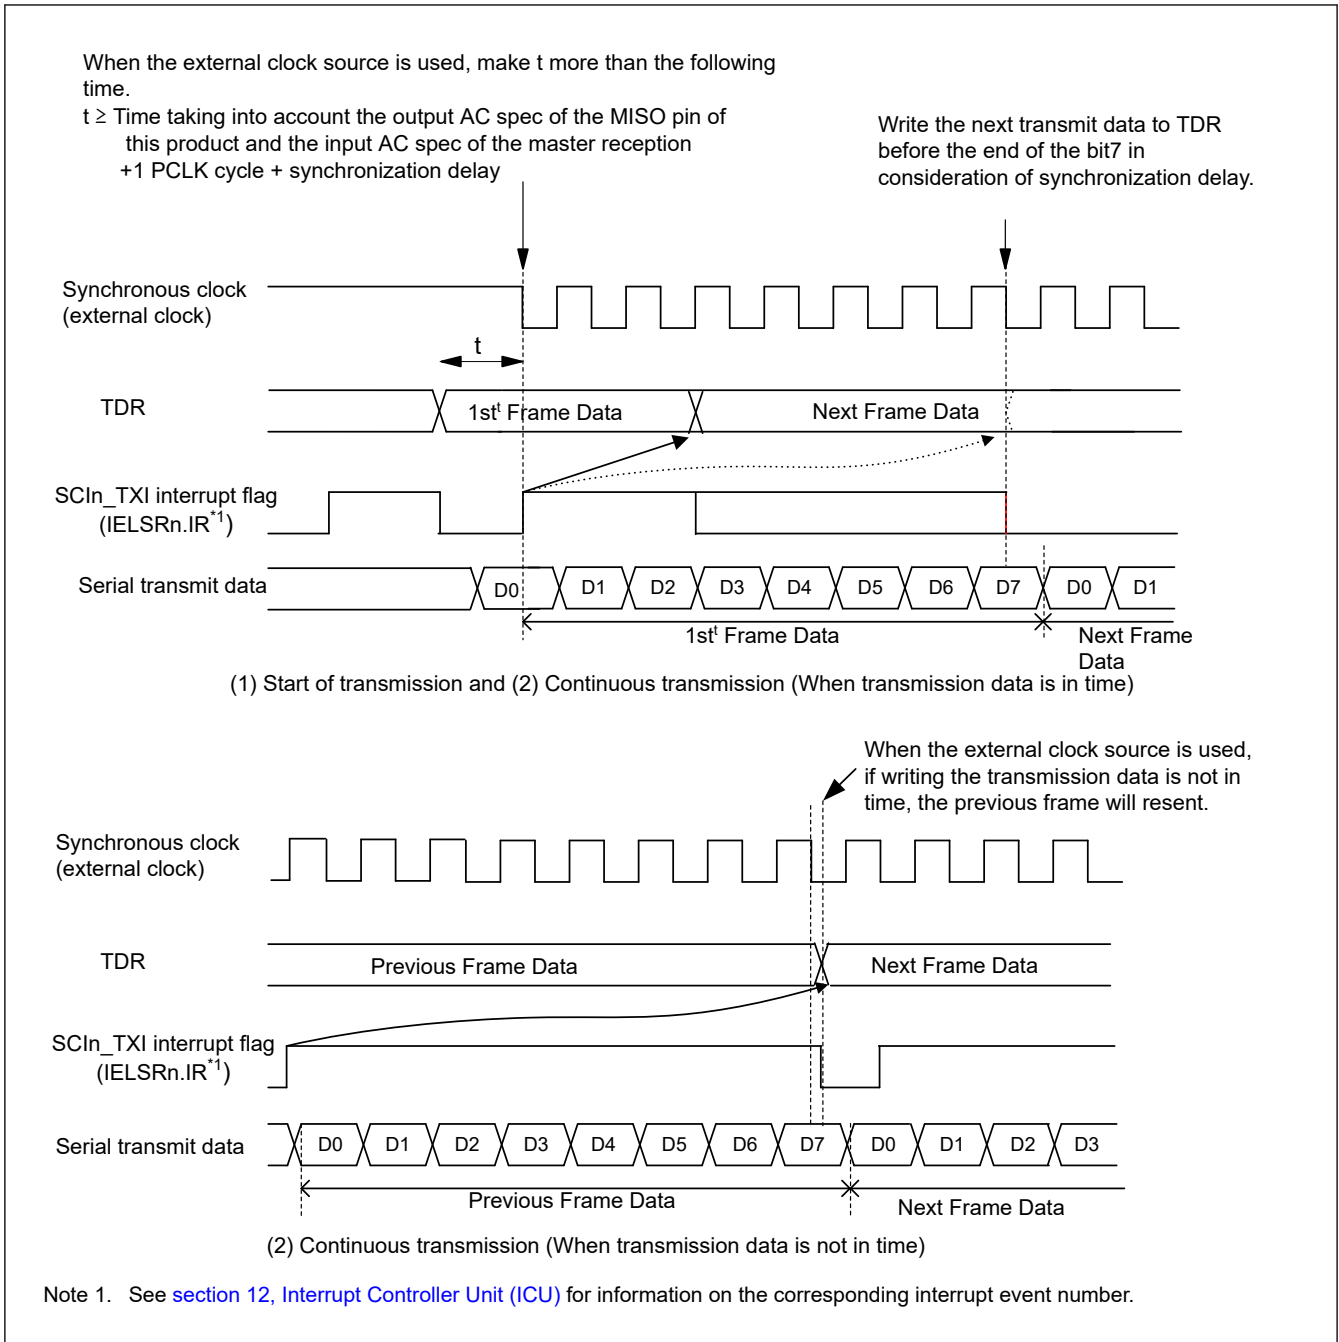 When the external clock source is used, make t more than the following
time.
t ≥ Time taking into account the output AC spec of the MISO pin of
this product and the input AC spec of the master reception
+1 PCLK cycle + synchronization delay
Write the next transmit data to TDR
before the end of the bit7 in
consideration of synchronization delay.
Synchronous clock
(external clock)
t
TDR
1st^t Frame Data
Next Frame Data
SCIn_TXI interrupt flag
(IELSRn.IR*1)
Serial transmit data
D0 D1 D2 D3 D4 D5 D6 D7 D0 D1
1st^t Frame Data
Next Frame
Data
(1) Start of transmission and (2) Continuous transmission (When transmission data is in time)
When the external clock source is used,
if writing the transmission data is not in
time, the previous frame will resent.
Synchronous clock
(external clock)
TDR
Previous Frame Data
Next Frame Data
SCIn_TXI interrupt flag
(IELSRn.IR*1)
Serial transmit data
D0 D1 D2 D3 D4 D5 D6 D7 D0 D1 D2 D3
Previous Frame Data
Next Frame Data
(2) Continuous transmission (When transmission data is not in time)
Note 1. See section 12, Interrupt Controller Unit (ICU) for information on the corresponding interrupt event number.